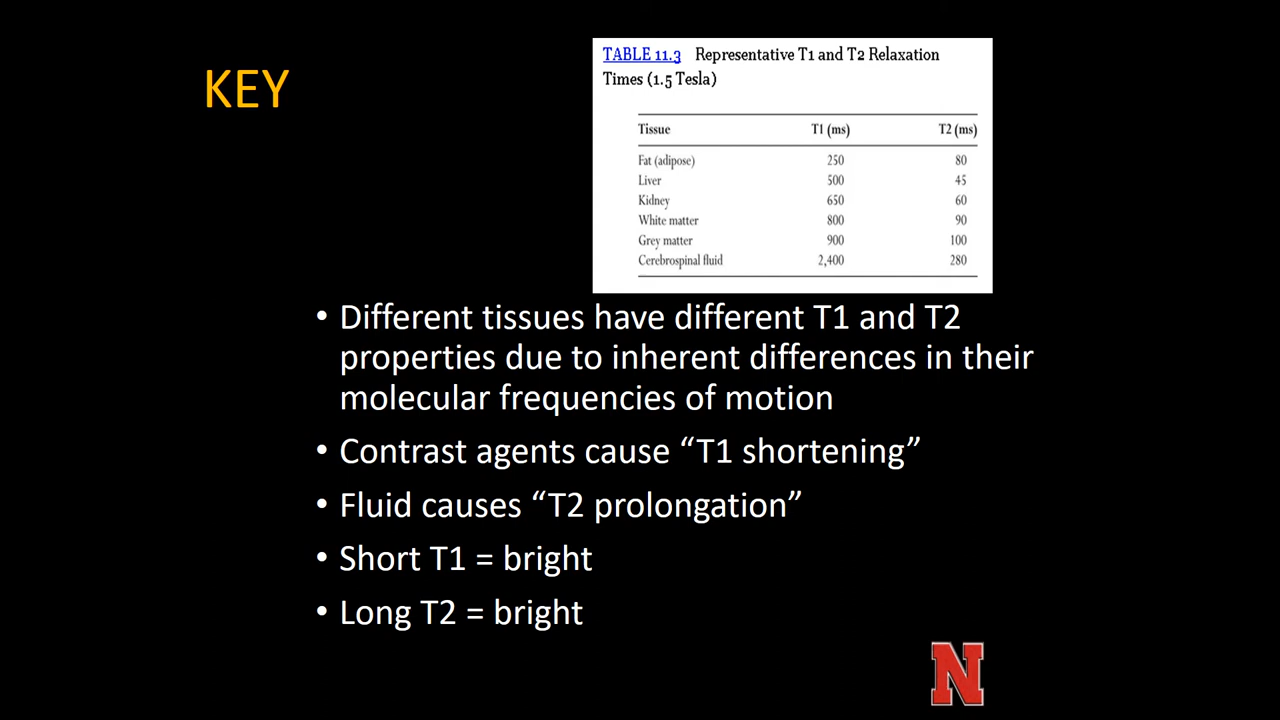 KEY
TABLE 11.3 Representative T1 and T2 Relaxation
Times (1.5 Tesla)
Tissue T1 (ms) T2 (ms)
Fat (adipose) 250 80
Liver 500 45
Kidney 650 60
White matter 800 90
Grey matter 900 100
Cerebrospinal fluid 2,400 280
• Different tissues have different T1 and T2
properties due to inherent differences in their
molecular frequencies of motion
• Contrast agents cause “T1 shortening”
• Fluid causes “T2 prolongation”
• Short T1 = bright
• Long T2 = bright
N